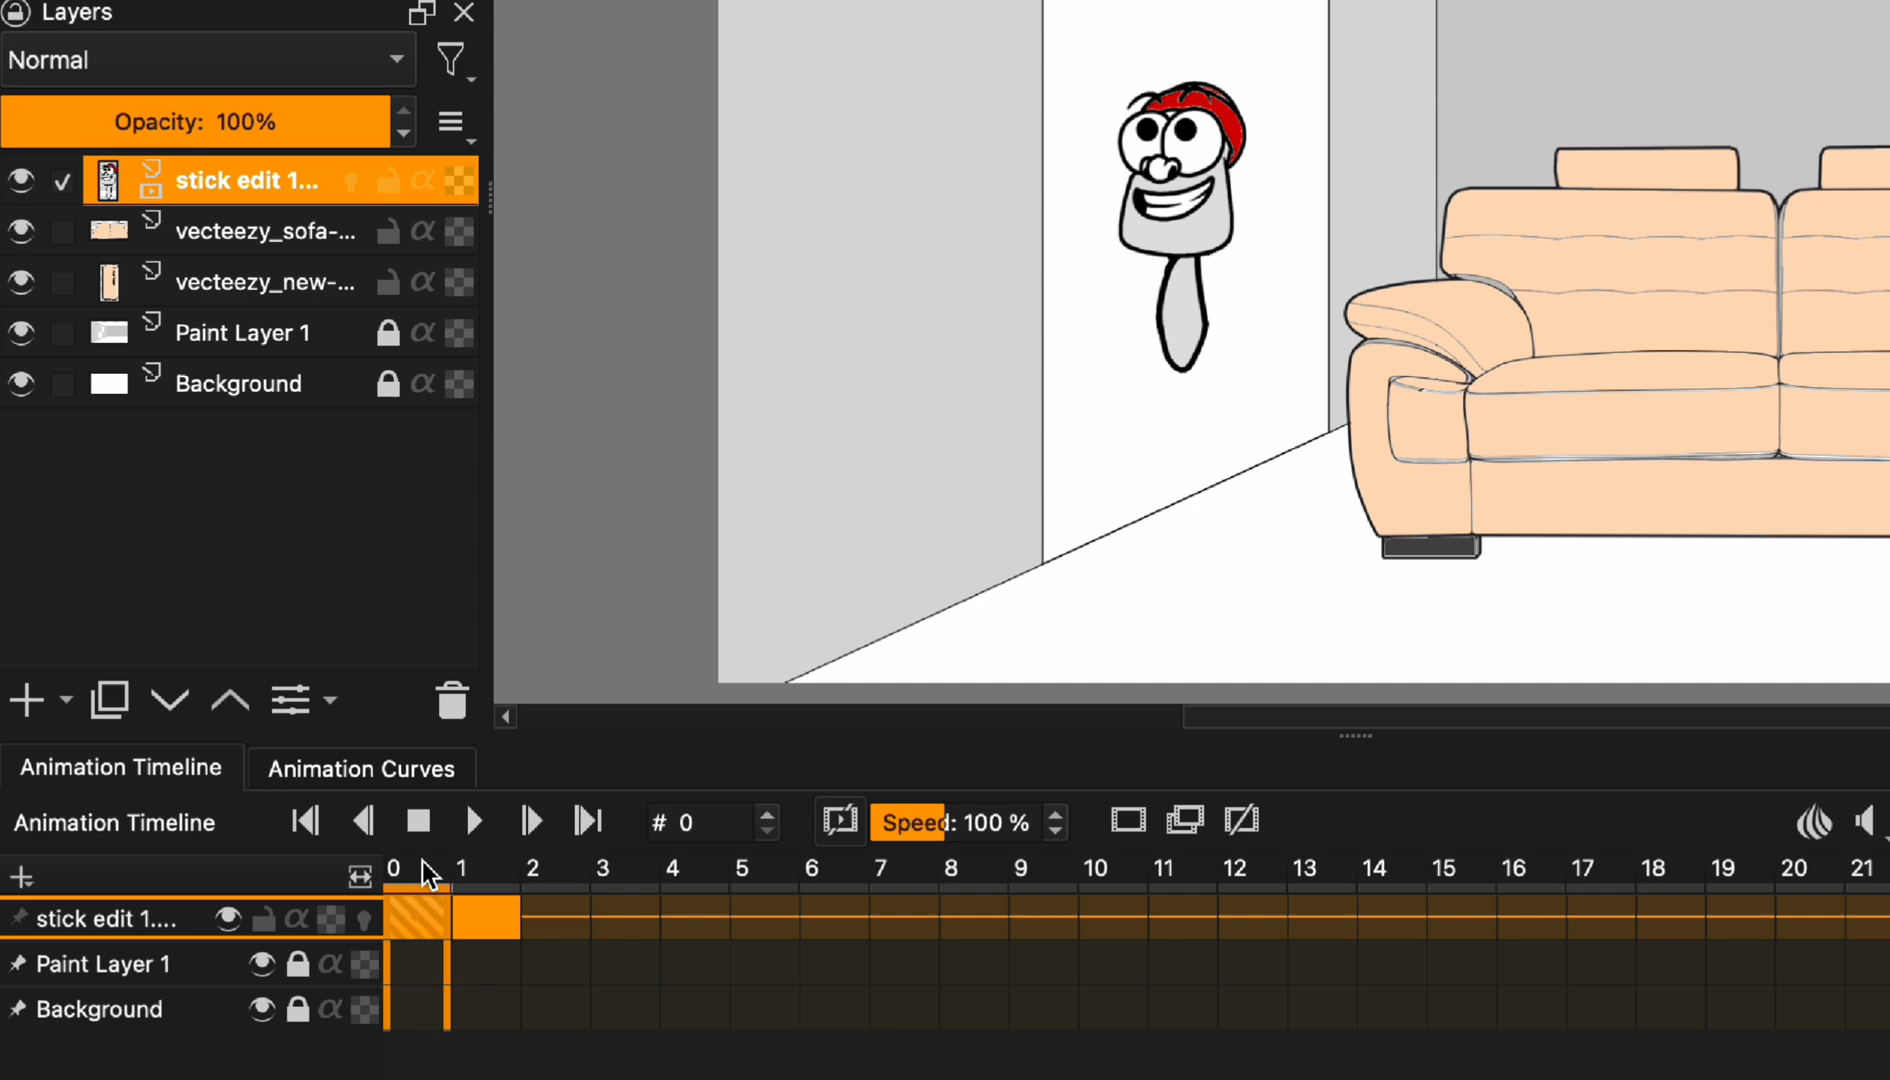 Layers
Normal
Opacity: 100%
stick edit 1...
vecteezy_sofa-...
vecteezy_new-...
Paint Layer 1
Background
Animation Timeline
Animation Curves
Animation Timeline
# 0
Speed: 100 %
0 1 2 3 4 5 6 7 8 9 10 11 12 13 14 15 16 17 18 19 20 21
stick edit 1....
Paint Layer 1
Background